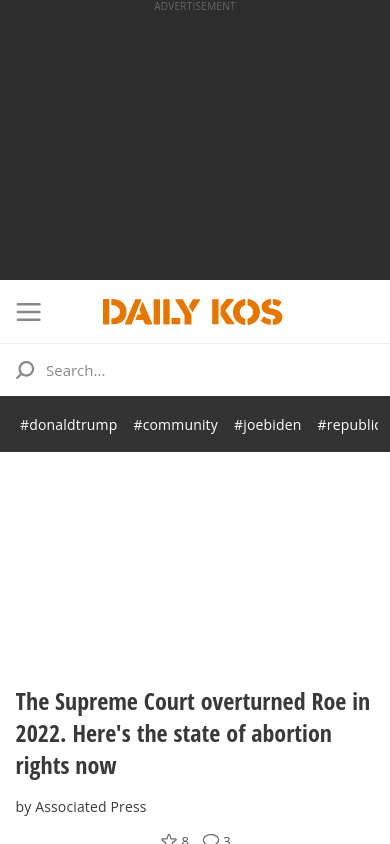 ADVERTISEMENT
DAILY KOS
Search...
#donaldtrump #community #joebiden #republic
The Supreme Court overturned Roe in
2022. Here's the state of abortion
rights now
by Associated Press
8 3